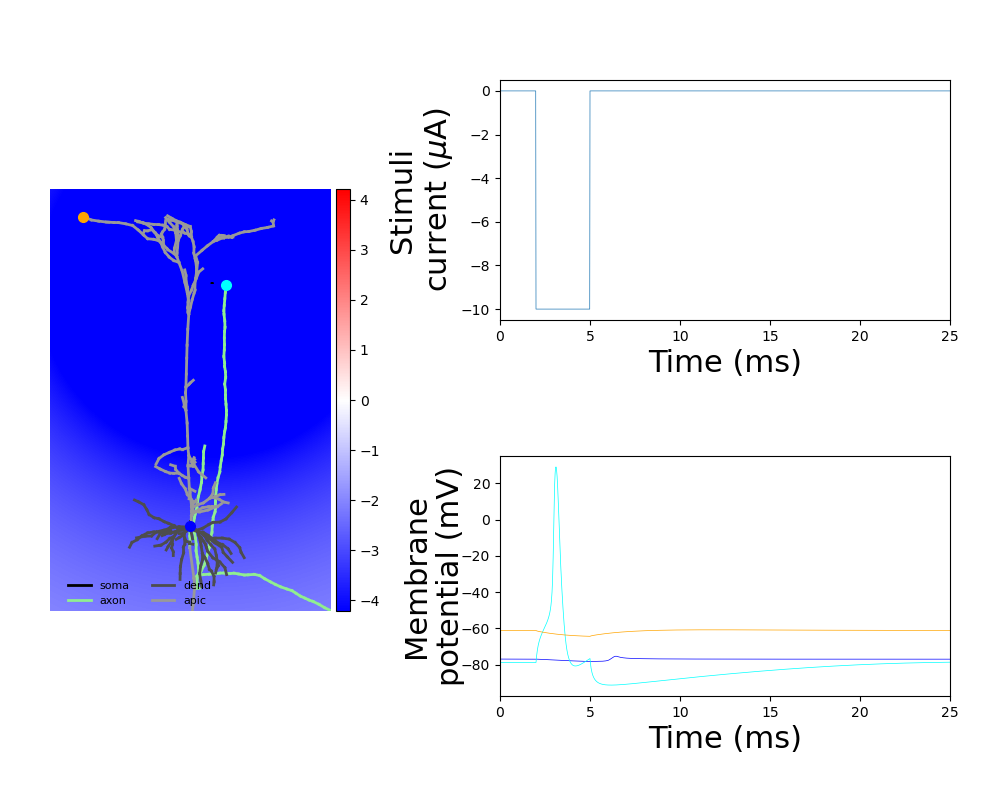 4
3
2
1
0
−1
−2
−3
−4
soma
dend
axon
apic
Stimuli
current (μA)
0
−2
−4
−6
−8
−10
0 5 10 15 20 25
Time (ms)
Membrane
potential (mV)
20
0
−20
−40
−60
−80
0 5 10 15 20 25
Time (ms)